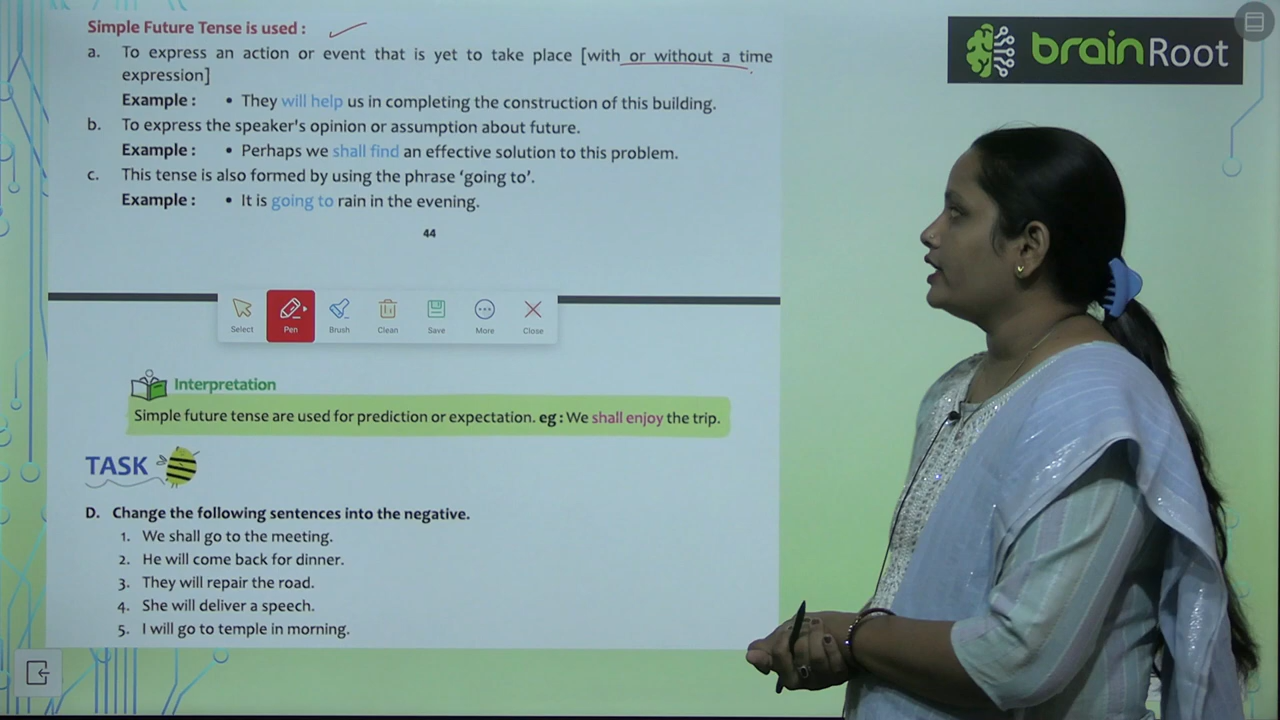 Simple Future Tense is used :
a. To express an action or event that is yet to take place [with or without a time
expression]
Example : • They will help us in completing the construction of this building.
b. To express the speaker's opinion or assumption about future.
Example : • Perhaps we shall find an effective solution to this problem.
c. This tense is also formed by using the phrase ‘going to’.
Example : • It is going to rain in the evening.
44
brainRoot
Select Pen Brush Clean Save More Close
Interpretation
Simple future tense are used for prediction or expectation. eg : We shall enjoy the trip.
TASK
D. Change the following sentences into the negative.
1. We shall go to the meeting.
2. He will come back for dinner.
3. They will repair the road.
4. She will deliver a speech.
5. I will go to temple in morning.